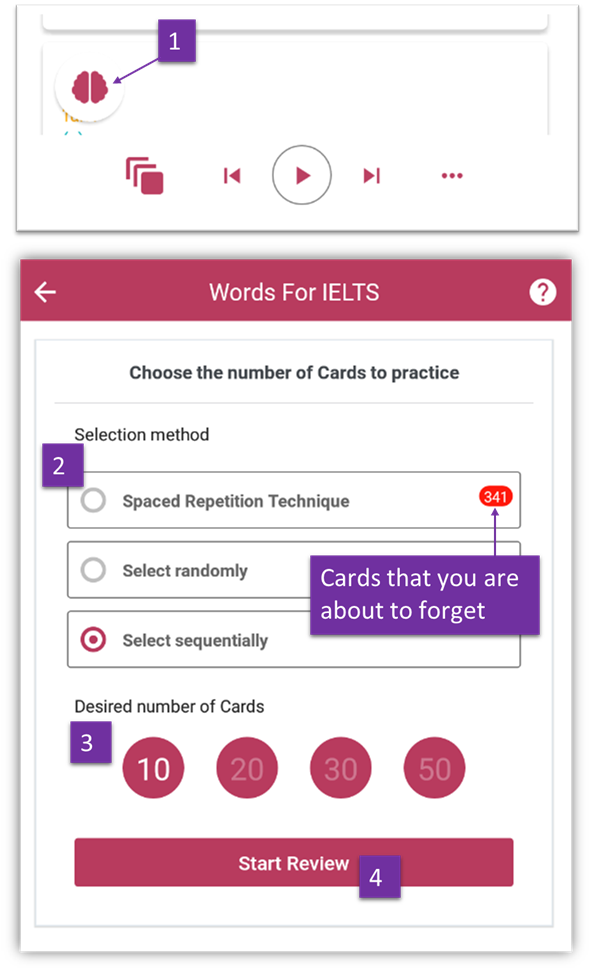 1
Words For IELTS
?
Choose the number of Cards to practice
Selection method
2
Spaced Repetition Technique
341
Select randomly
Cards that you are
about to forget
Select sequentially
Desired number of Cards
3
10
20
30
50
Start Review
4